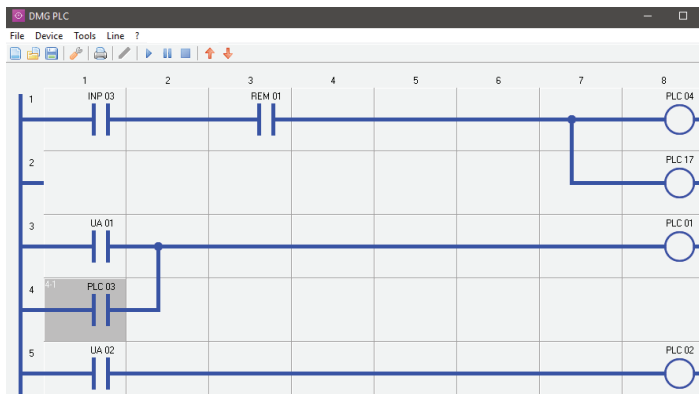 DMG PLC
File Device Tools Line ?
1 2 3 4 5 6 7 8
1 INP 03 REM 01 PLC 04
2 PLC 17
3 UA 01 PLC 01
4 4-1 PLC 03
5 UA 02 PLC 02